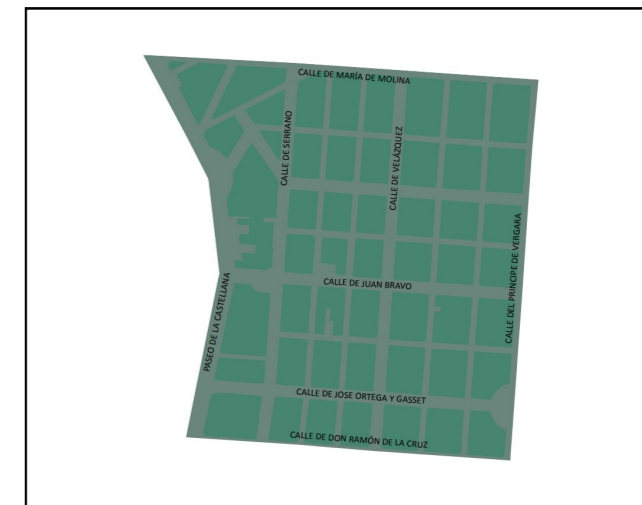 CALLE DE MARÍA DE MOLINA
CALLE DE SERRANO
CALLE DE VELÁZQUEZ
CALLE DEL PRINCIPE DE VERGARA
CALLE DE JUAN BRAVO
PASEO DE LA CASTELLANA
CALLE DE JOSE ORTEGA Y GASSET
CALLE DE DON RAMÓN DE LA CRUZ